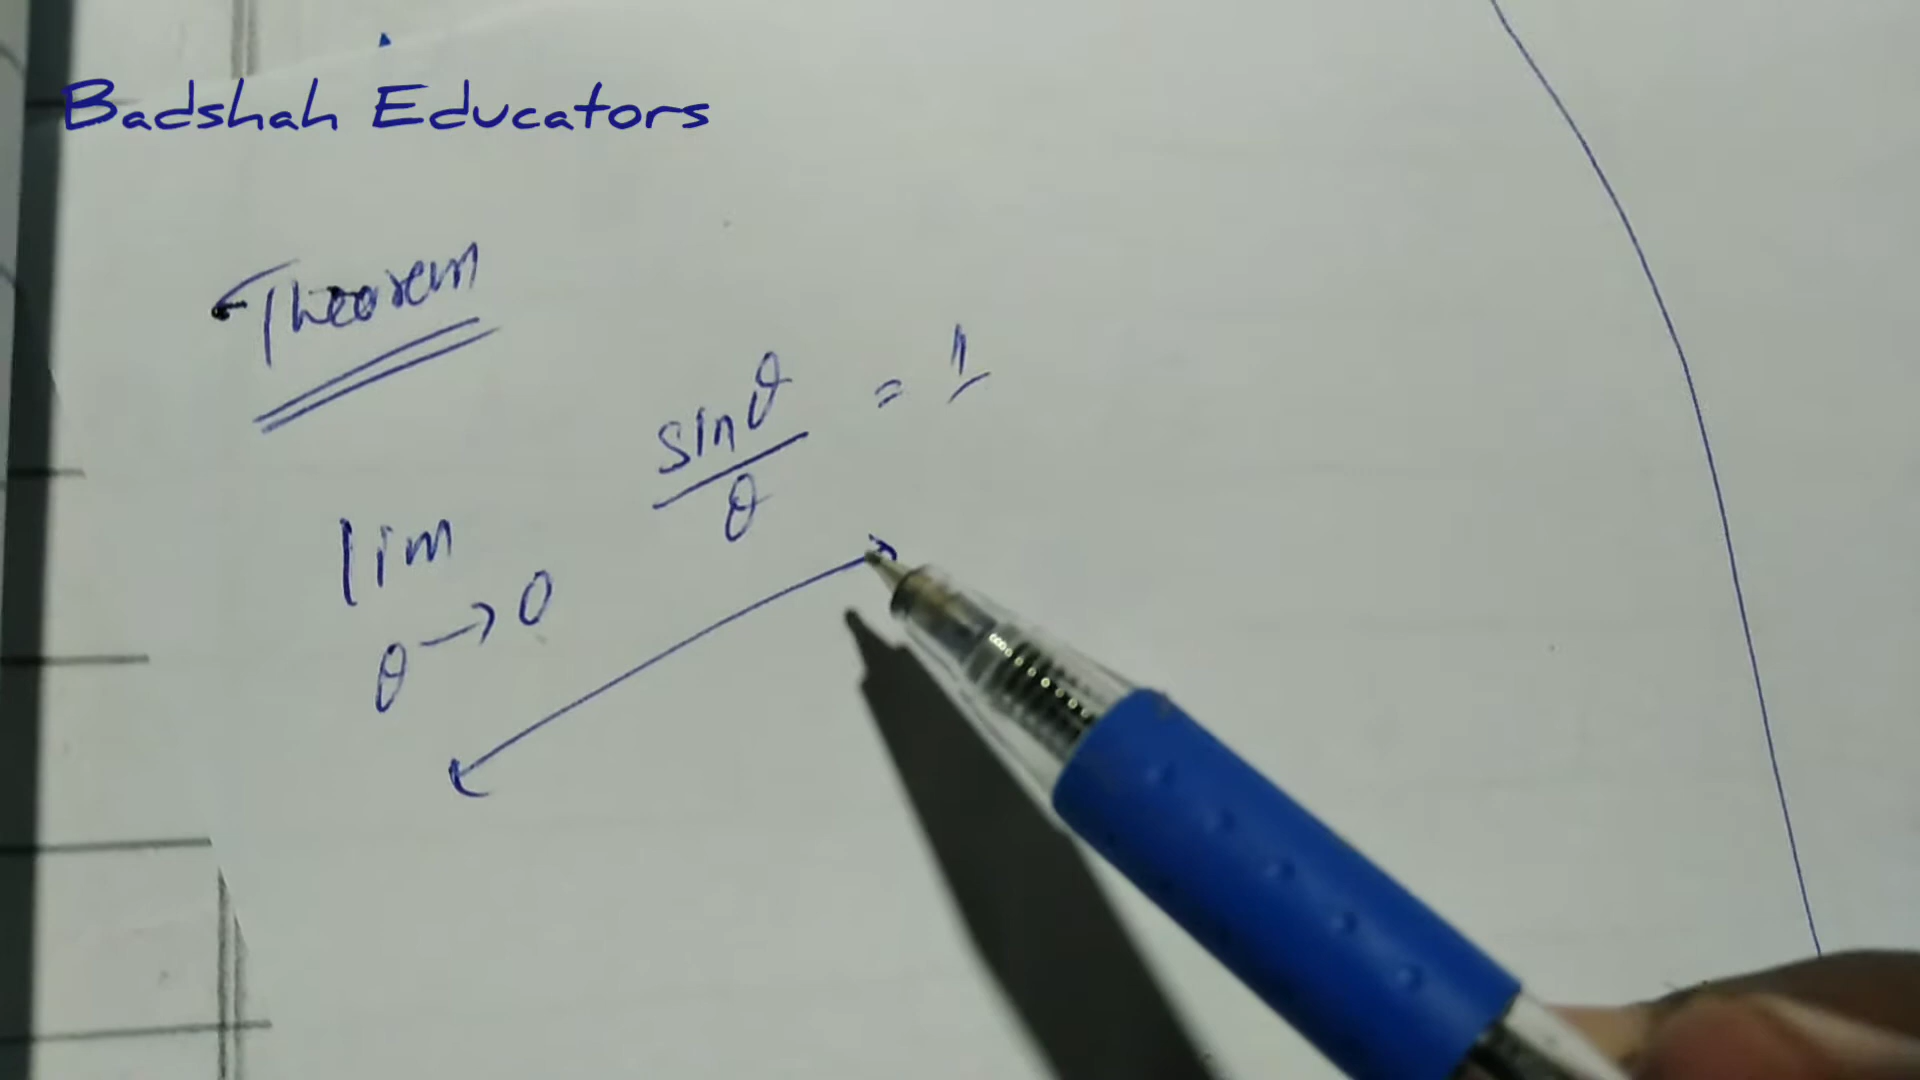 Badshah Educators
Theorem
lim θ→0 sinθ/θ = 1